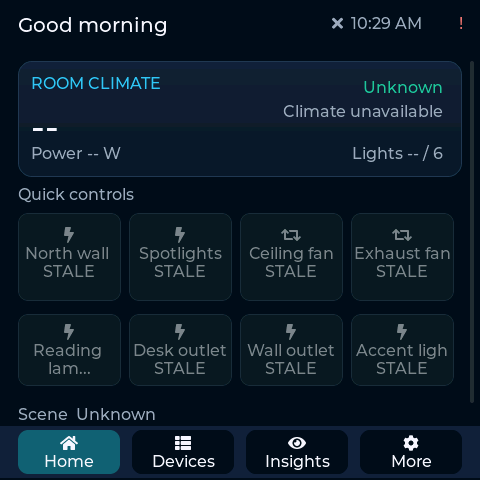 Good morning
10:29 AM !
ROOM CLIMATE
Unknown
Climate unavailable
--
Power -- W
Lights -- / 6
Quick controls
North wall
STALE
Spotlights
STALE
Ceiling fan
STALE
Exhaust fan
STALE
Reading
lam...
Desk outlet
STALE
Wall outlet
STALE
Accent ligh
STALE
Scene  Unknown
Home
Devices
Insights
More